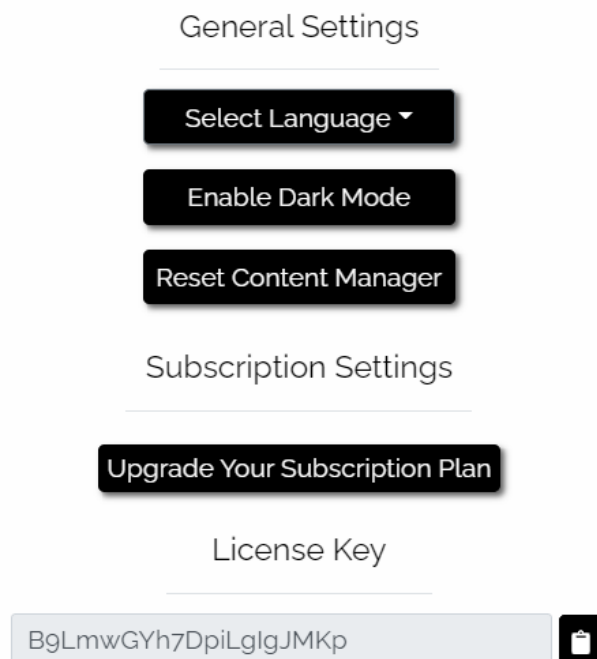 General Settings
Select Language
Enable Dark Mode
Reset Content Manager
Subscription Settings
Upgrade Your Subscription Plan
License Key
B9LmwGYh7DpiLgIgJMKp